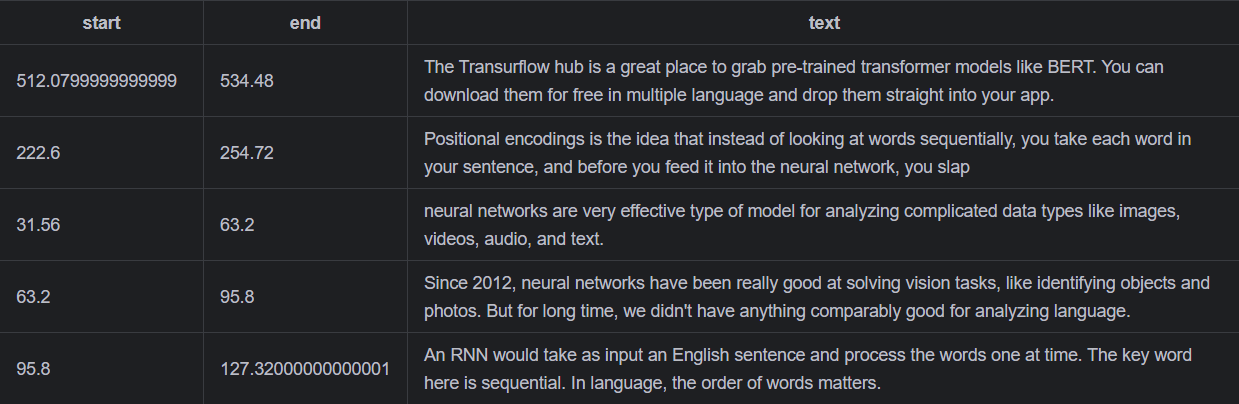 start end text
512.0799999999999 534.48 The Transurflow hub is a great place to grab pre-trained transformer models like BERT. You can
download them for free in multiple language and drop them straight into your app.
222.6 254.72 Positional encodings is the idea that instead of looking at words sequentially, you take each word in
your sentence, and before you feed it into the neural network, you slap
31.56 63.2 neural networks are very effective type of model for analyzing complicated data types like images,
videos, audio, and text.
63.2 95.8 Since 2012, neural networks have been really good at solving vision tasks, like identifying objects and
photos. But for long time, we didn't have anything comparably good for analyzing language.
95.8 127.32000000000001 An RNN would take as input an English sentence and process the words one at time. The key word
here is sequential. In language, the order of words matters.